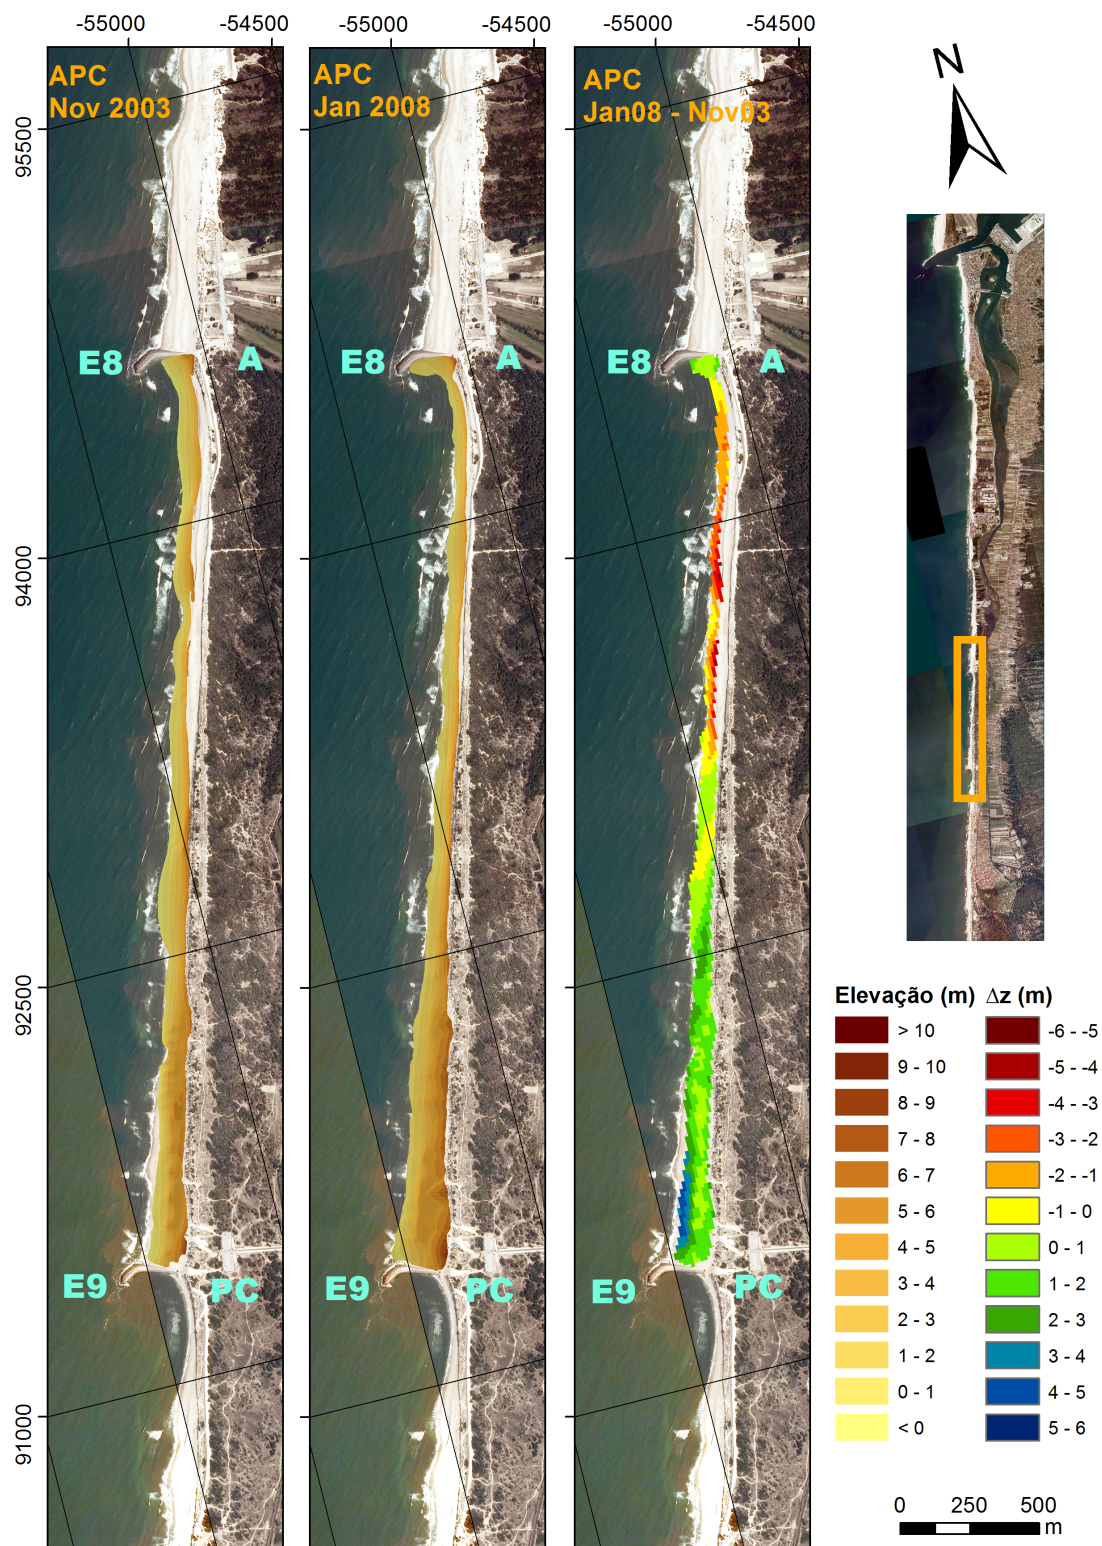 -55000 -54500
-55000 -54500
-55000 -54500
APC
Nov 2003
APC
Jan 2008
APC
Jan08 - Nov03
N
95500
94000
92500
91000
E8 A
E8 A
E8 A
E9 PC
E9 PC
E9 PC
Elevação (m) Δz (m)
> 10 -6 - -5
9 - 10 -5 - -4
8 - 9 -4 - -3
7 - 8 -3 - -2
6 - 7 -2 - -1
5 - 6 -1 - 0
4 - 5 0 - 1
3 - 4 1 - 2
2 - 3 2 - 3
1 - 2 3 - 4
0 - 1 4 - 5
< 0 5 - 6
0 250 500
m